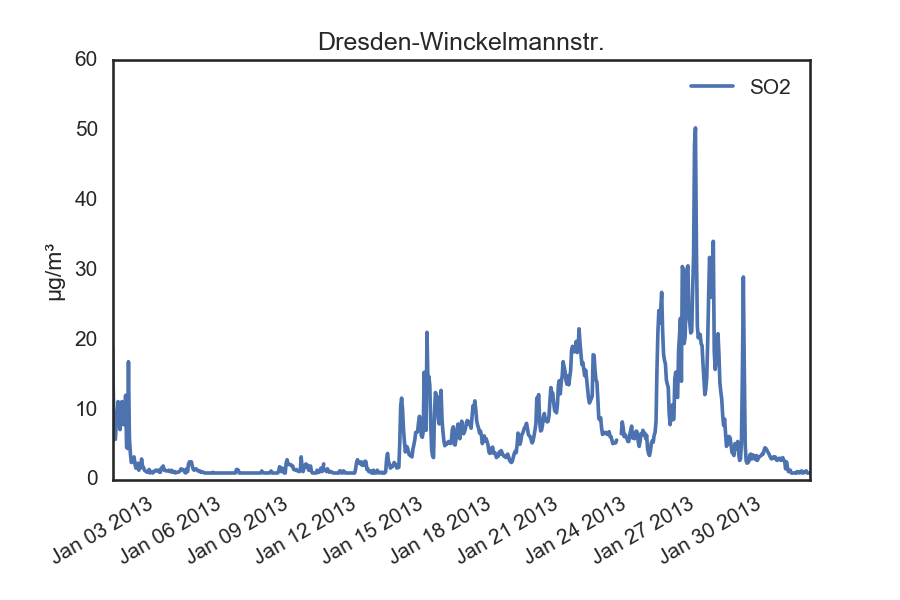 Dresden-Winckelmannstr.
60
50
40
30
20
10
0
µg/m³
SO2
Jan 03 2013
Jan 06 2013
Jan 09 2013
Jan 12 2013
Jan 15 2013
Jan 18 2013
Jan 21 2013
Jan 24 2013
Jan 27 2013
Jan 30 2013